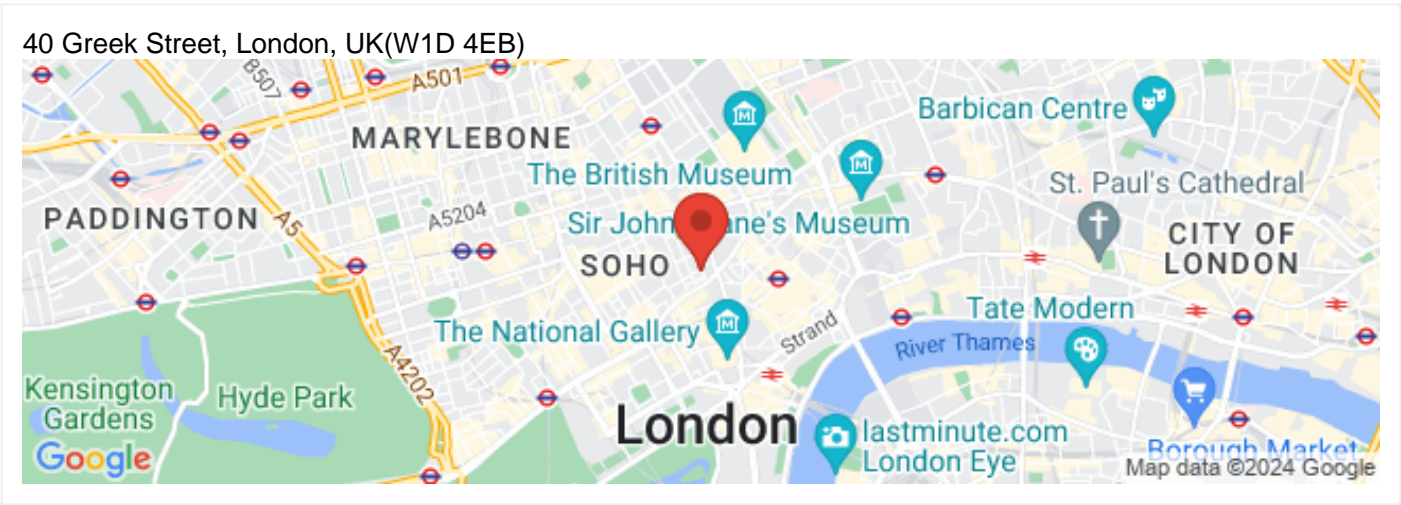 40 Greek Street, London, UK(W1D 4EB)
B507
A501
Barbican Centre
MARYLEBONE
The British Museum
St. Paul's Cathedral
PADDINGTON
A5
A5204
Sir John ane's Museum
CITY OF
LONDON
SOHO
Tate Modern
The National Gallery
Strand
River Thames
A4202
Kensington
Gardens
Hyde Park
London
lastminute.com
London Eye
Borough Market
Google
Map data ©2024 Google